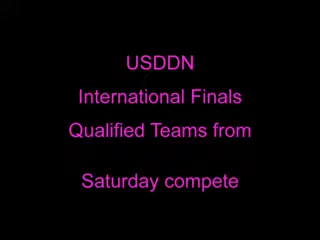 USDDN
International Finals
Qualified Teams from
Saturday compete